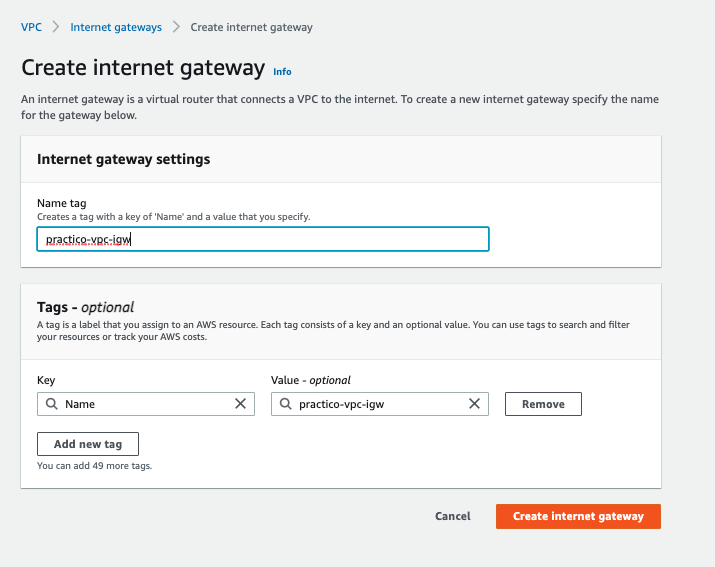 VPC > Internet gateways > Create internet gateway
Create internet gateway Info
An internet gateway is a virtual router that connects a VPC to the internet. To create a new internet gateway specify the name
for the gateway below.
Internet gateway settings
Name tag
Creates a tag with a key of 'Name' and a value that you specify.
practico-vpc-igw
Tags - optional
A tag is a label that you assign to an AWS resource. Each tag consists of a key and an optional value. You can use tags to search and filter
your resources or track your AWS costs.
Key Value - optional
Name practico-vpc-igw Remove
Add new tag
You can add 49 more tags.
Cancel Create internet gateway